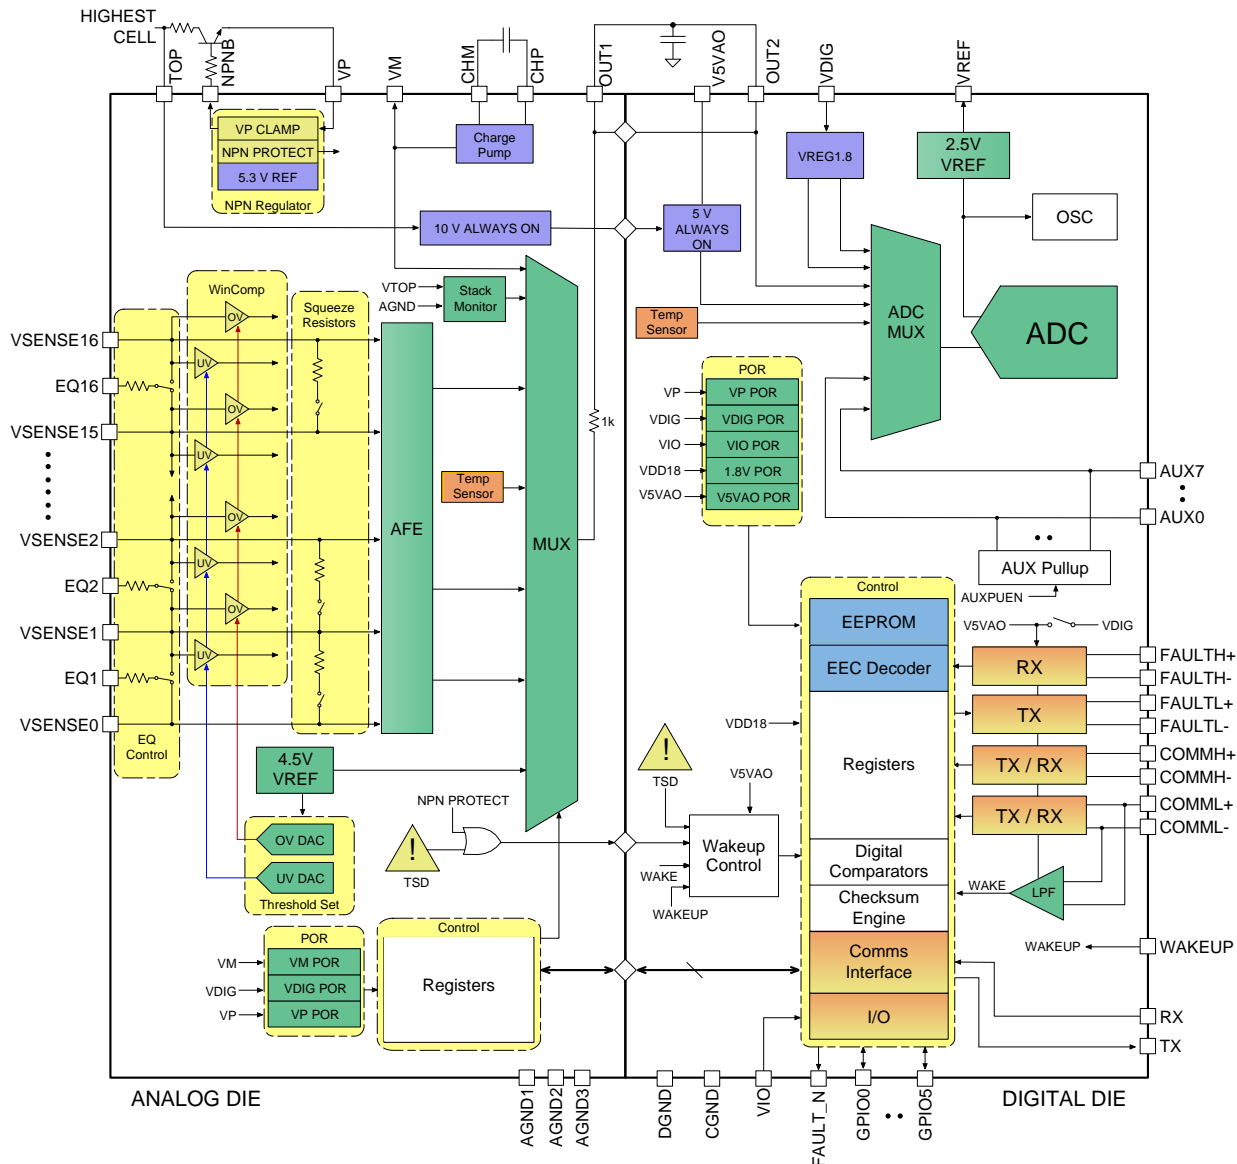 HIGHEST
CELL
TOP
NPNB
VP
VM
CHM
CHP
OUT1
V5VAO
OUT2
VDIG
VREF
VP CLAMP
NPN PROTECT
5.3 V REF
NPN Regulator
Charge
Pump
VREG1.8
2.5V
VREF
OSC
10 V ALWAYS ON
5 V
ALWAYS
ON
WinComp
Squeeze
Resistors
VTOP
AGND
Stack
Monitor
Temp
Sensor
ADC
MUX
ADC
VSENSE16
EQ16
VSENSE15
VSENSE2
EQ2
VSENSE1
EQ1
VSENSE0
OV
UV
OV
UV
OV
UV
OV
UV
EQ
Control
AFE
Temp
Sensor
MUX
1k
POR
VP
VP POR
VDIG
VDIG POR
VIO
VIO POR
VDD18
1.8V POR
V5VAO
V5VAO POR
AUX7
AUX0
AUX Pullup
AUXPUEN
V5VAO
VDIG
Control
EEPROM
EEC Decoder
Registers
Digital
Comparators
Checksum
Engine
Comms
Interface
I/O
VDD18
RX
TX
TX / RX
TX / RX
FAULTH+
FAULTH-
FAULTL+
FAULTL-
COMMH+
COMMH-
COMML+
COMML-
WAKE
LPF
WAKEUP
WAKEUP
RX
TX
4.5V
VREF
OV DAC
UV DAC
Threshold Set
NPN PROTECT
!
TSD
!
TSD
V5VAO
Wakeup
Control
WAKE
WAKEUP
POR
VM
VM POR
VDIG
VDIG POR
VP
VP POR
Control
Registers
ANALOG DIE
AGND1
AGND2
AGND3
DGND
CGND
VIO
FAULT_N
GPIO0
GPIO5
DIGITAL DIE